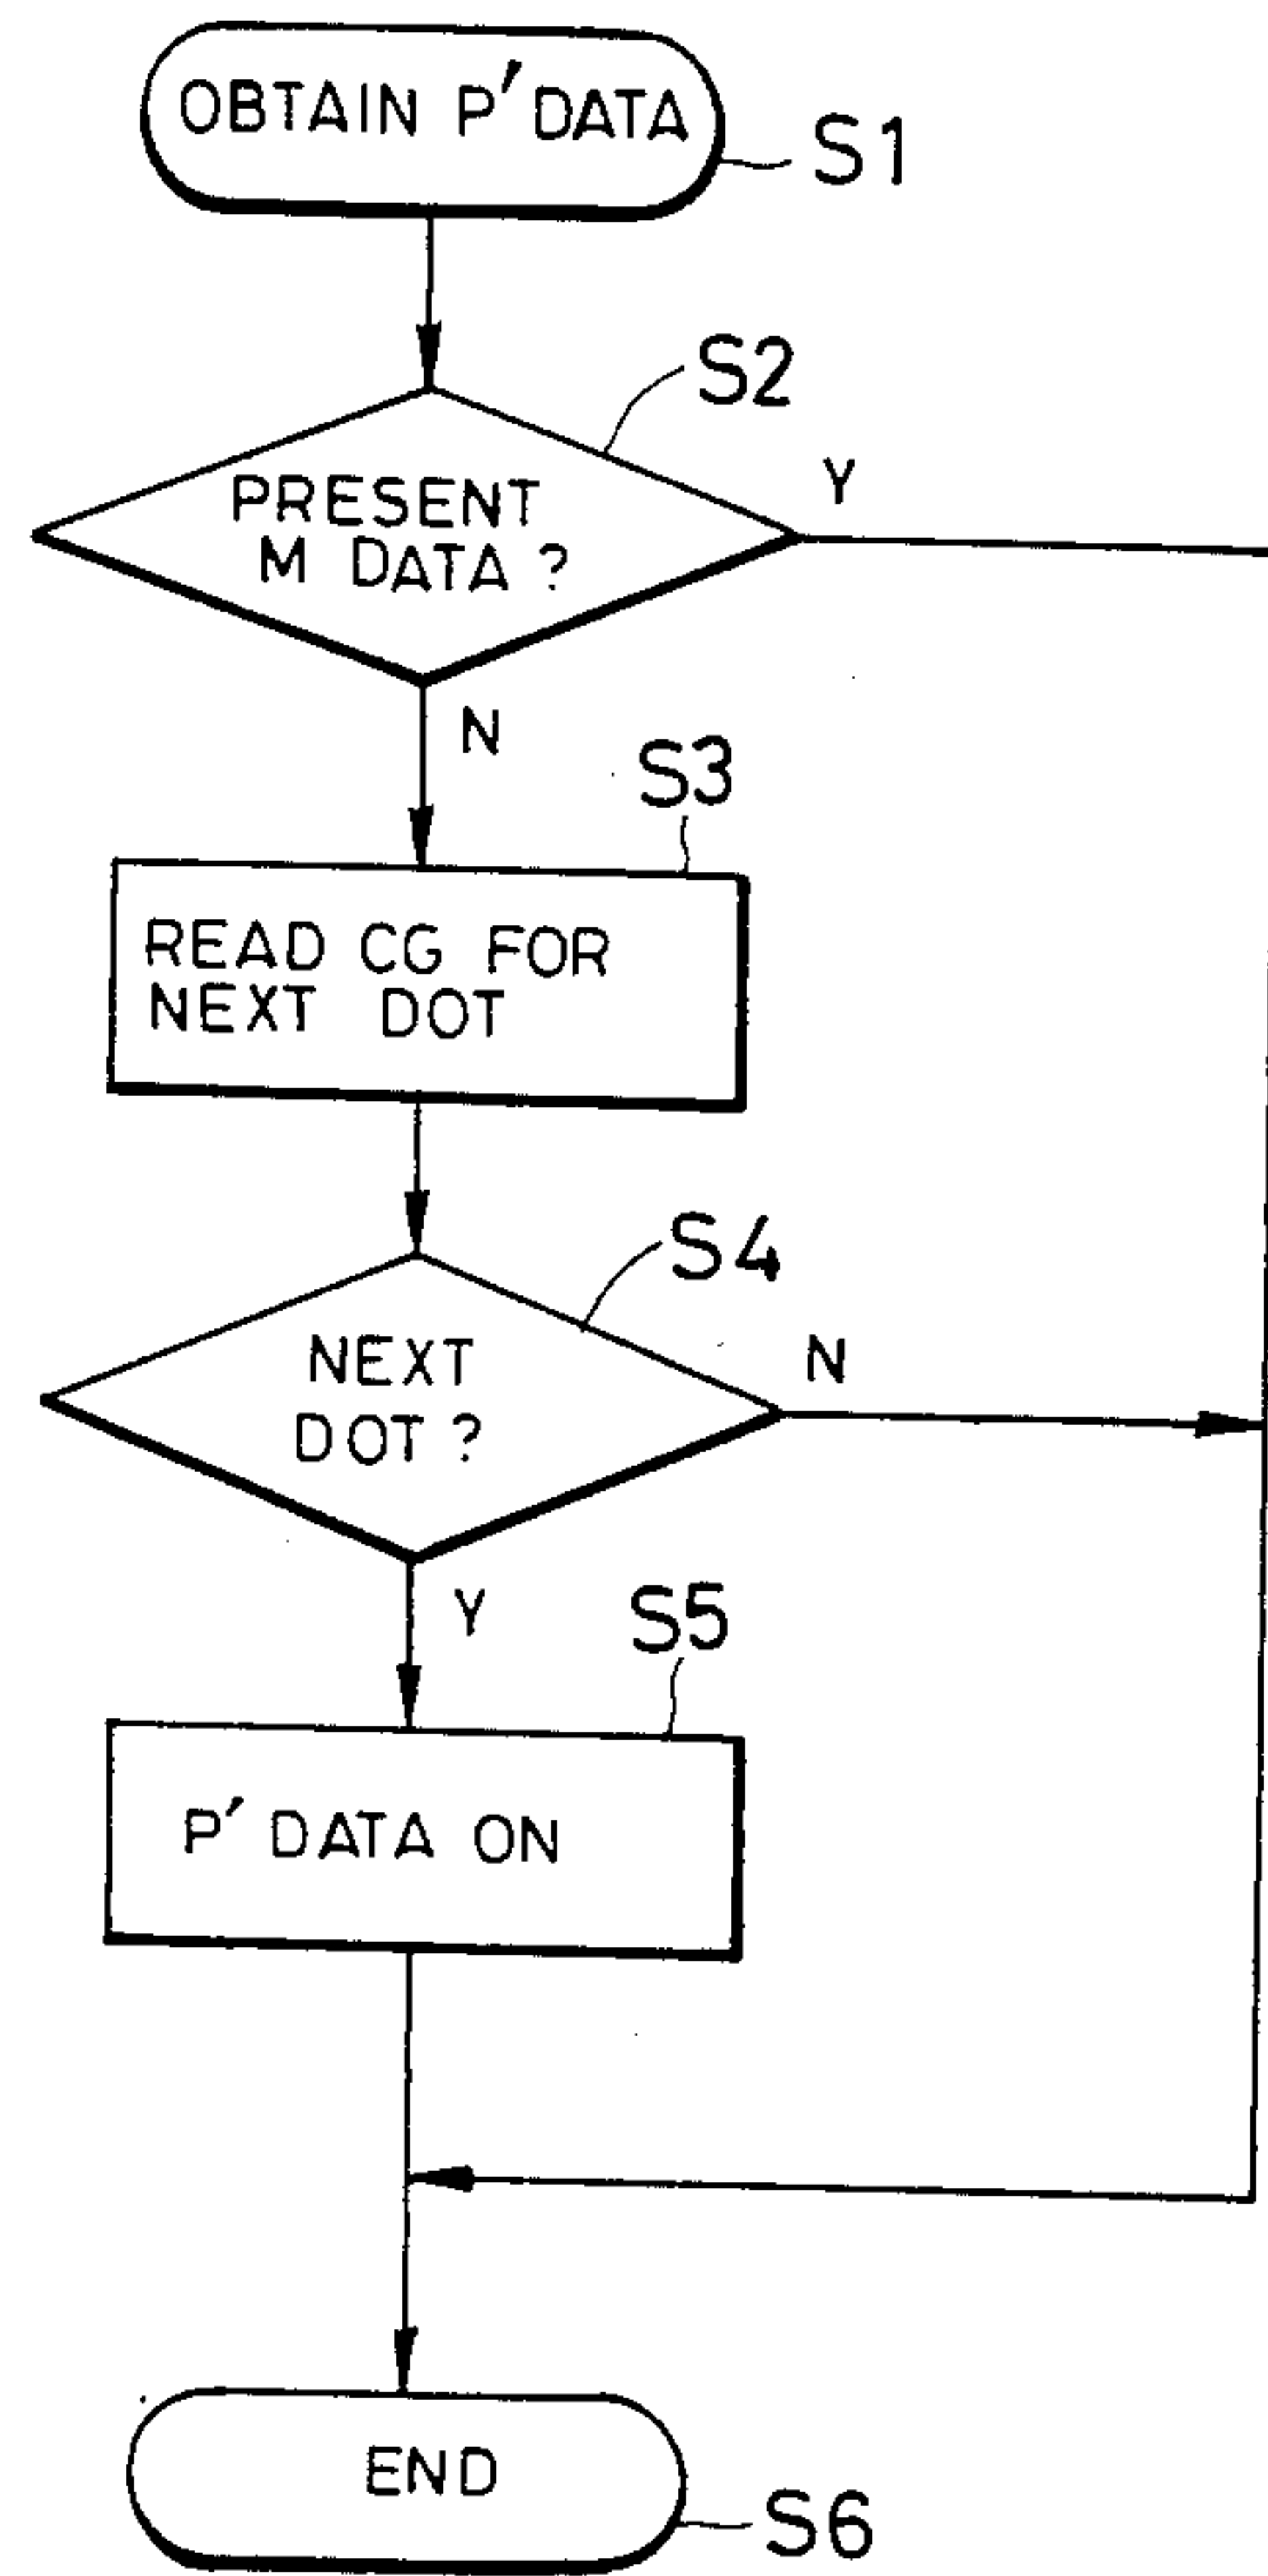 OBTAIN P' DATA
S1
S2
PRESENT
M DATA ?
Y
N
S3
READ CG FOR
NEXT DOT
S4
NEXT
DOT ?
N
Y
S5
P' DATA ON
END
S6